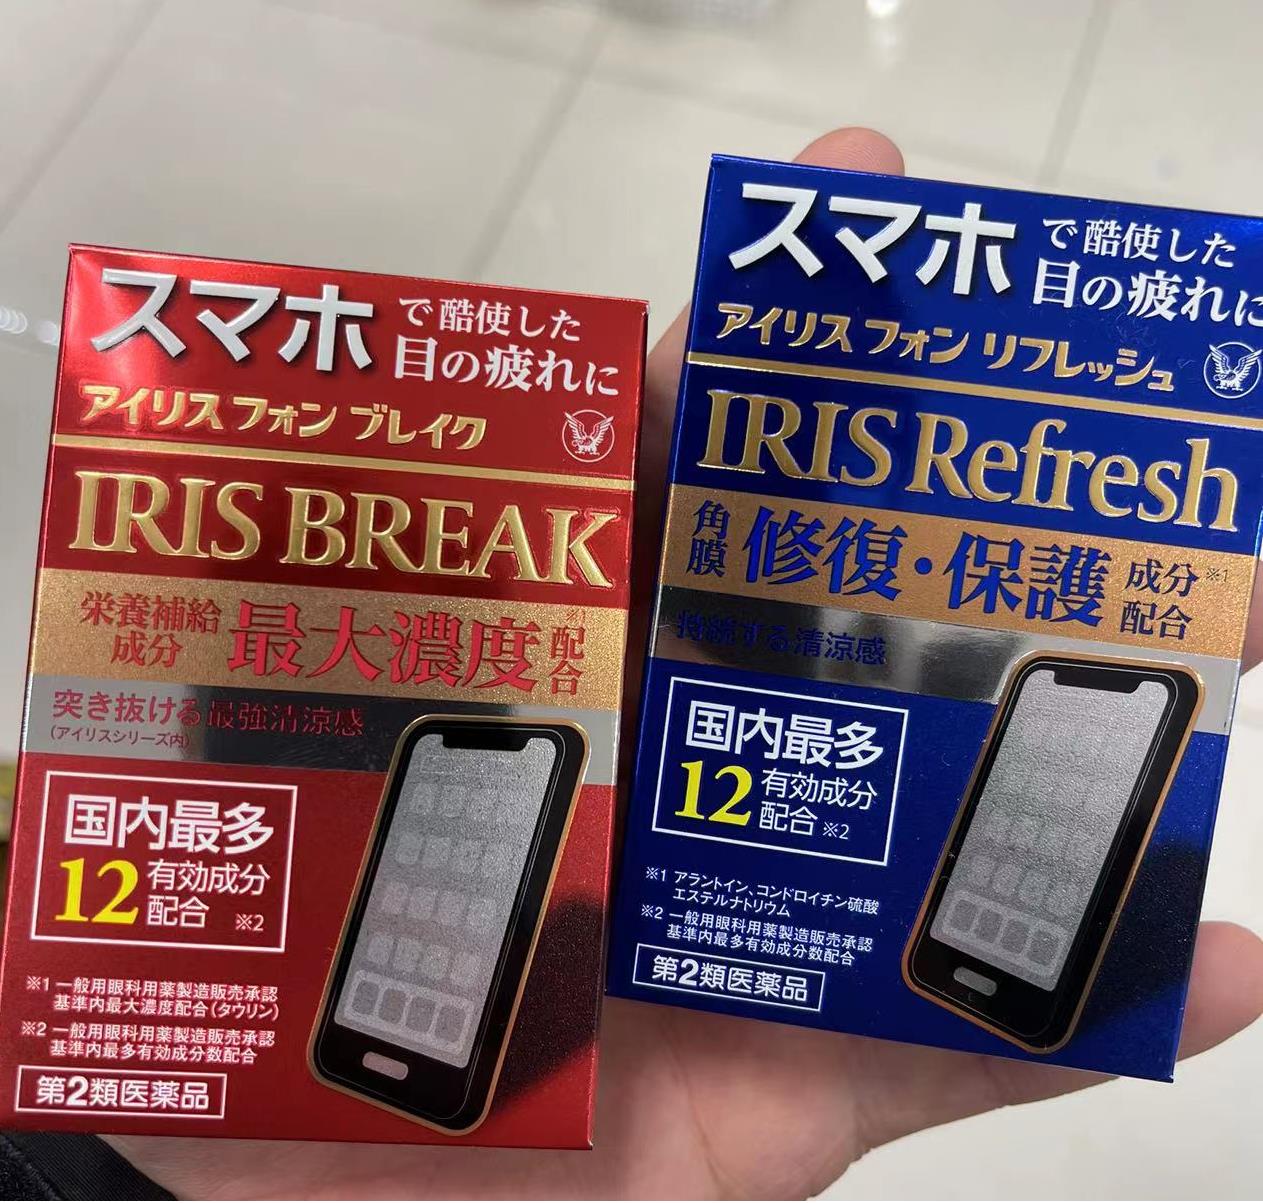 スマホで酷使した
目の疲れに
アイリスフォン ブレイク
IRIS BREAK
栄養補給
成分
最大濃度※1配合
突き抜ける最強清涼感
(アイリスシリーズ内)
国内最多
12有効成分
配合 ※2
※1 一般用眼科用薬製造販売承認
基準内最大濃度配合(タウリン)
※2 一般用眼科用薬製造販売承認
基準内最多有効成分数配合
第2類医薬品
スマホで酷使した
目の疲れに
アイリス フォン リフレッシュ
IRIS Refresh
角膜 修復・保護 成分※1
配合
持続する清涼感
国内最多
12有効成分
配合 ※2
※1 アラントイン、コンドロイチン硫酸
エステルナトリウム
※2 一般用眼科用薬製造販売承認
基準内最多有効成分数配合
第2類医薬品